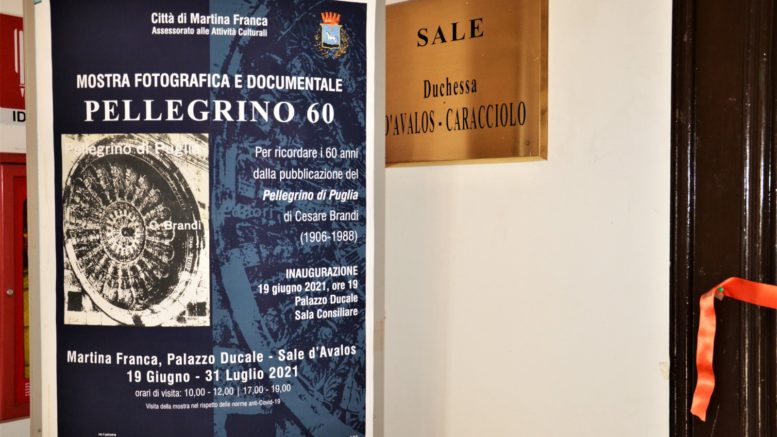 Città di Martina Franca
Assessorato alle Attività Culturali
MOSTRA FOTOGRAFICA E DOCUMENTALE
PELLEGRINO 60
Pellegrino di Puglia
C. Brandi
Per ricordare i 60 anni
dalla pubblicazione del
Pellegrino di Puglia
di Cesare Brandi
(1906-1988)
INAUGURAZIONE
19 giugno 2021, ore 19
Palazzo Ducale
Sala Consiliare
Martina Franca, Palazzo Ducale - Sale d'Avalos
19 Giugno - 31 Luglio 2021
orari di visita: 10,00 - 12,00 | 17,00 - 19,00
Visita della mostra nel rispetto delle norme anti-Covid-19
SALE
Duchessa
D'AVALOS - CARACCIOLO
ID